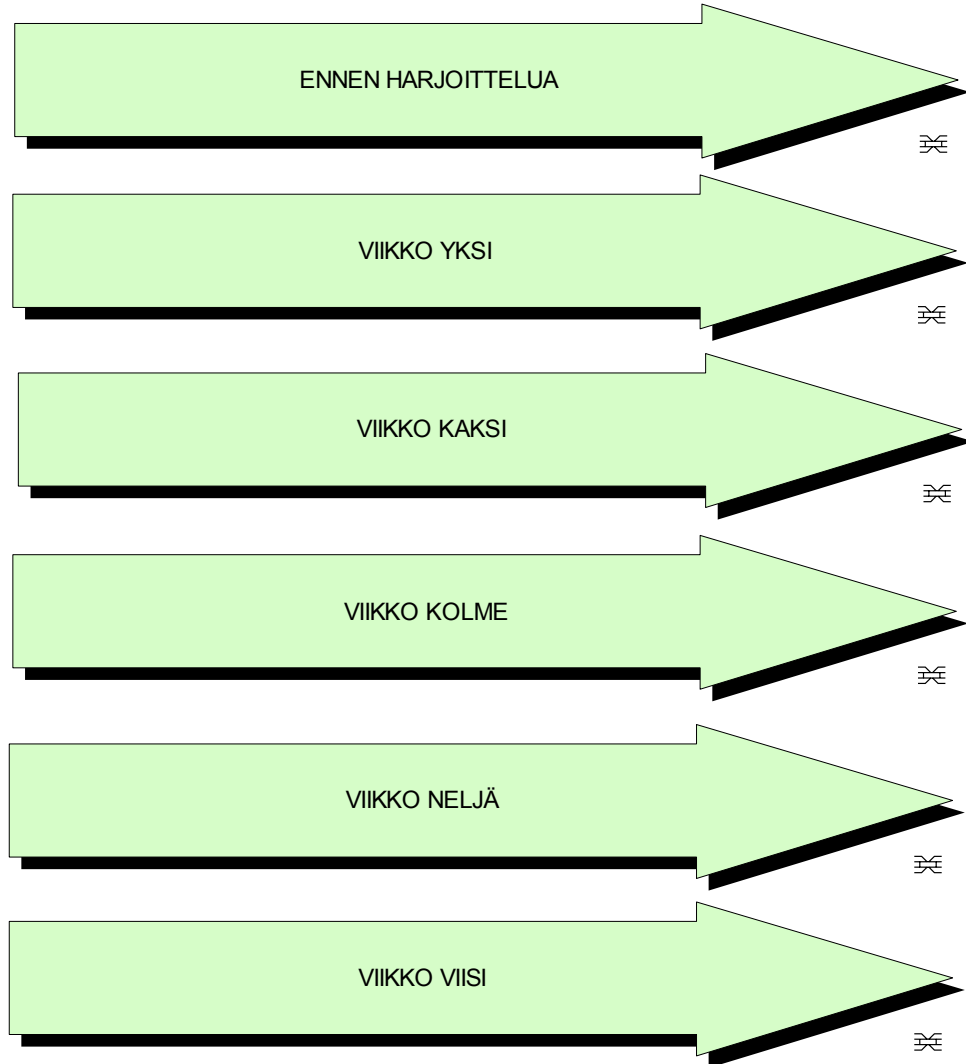 ENNEN HARJOITTELUA
VIIKKO YKSI
VIIKKO KAKSI
VIIKKO KOLME
VIIKKO NELJÄ
VIIKKO VIISI